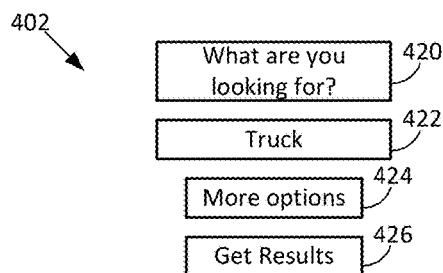 402
What are you
looking for?
420
Truck
422
More options
424
Get Results
426